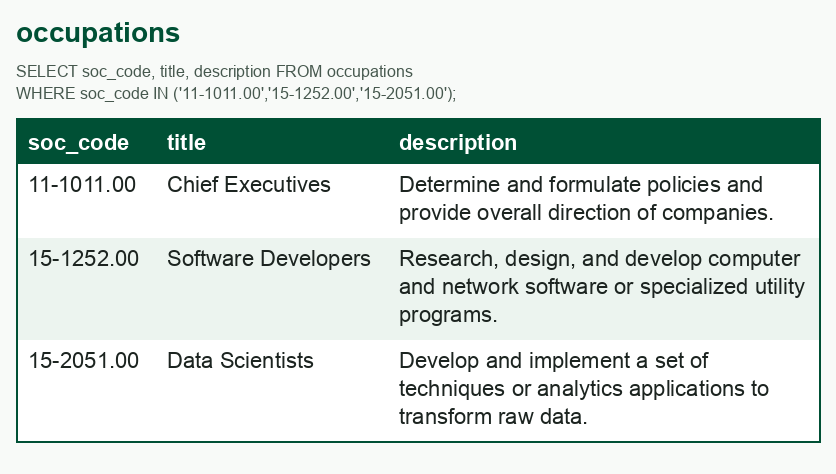 occupations
SELECT soc_code, title, description FROM occupations
WHERE soc_code IN ('11-1011.00','15-1252.00','15-2051.00');
soc_code title description
11-1011.00 Chief Executives Determine and formulate policies and
provide overall direction of companies.
15-1252.00 Software Developers Research, design, and develop computer
and network software or specialized utility
programs.
15-2051.00 Data Scientists Develop and implement a set of
techniques or analytics applications to
transform raw data.